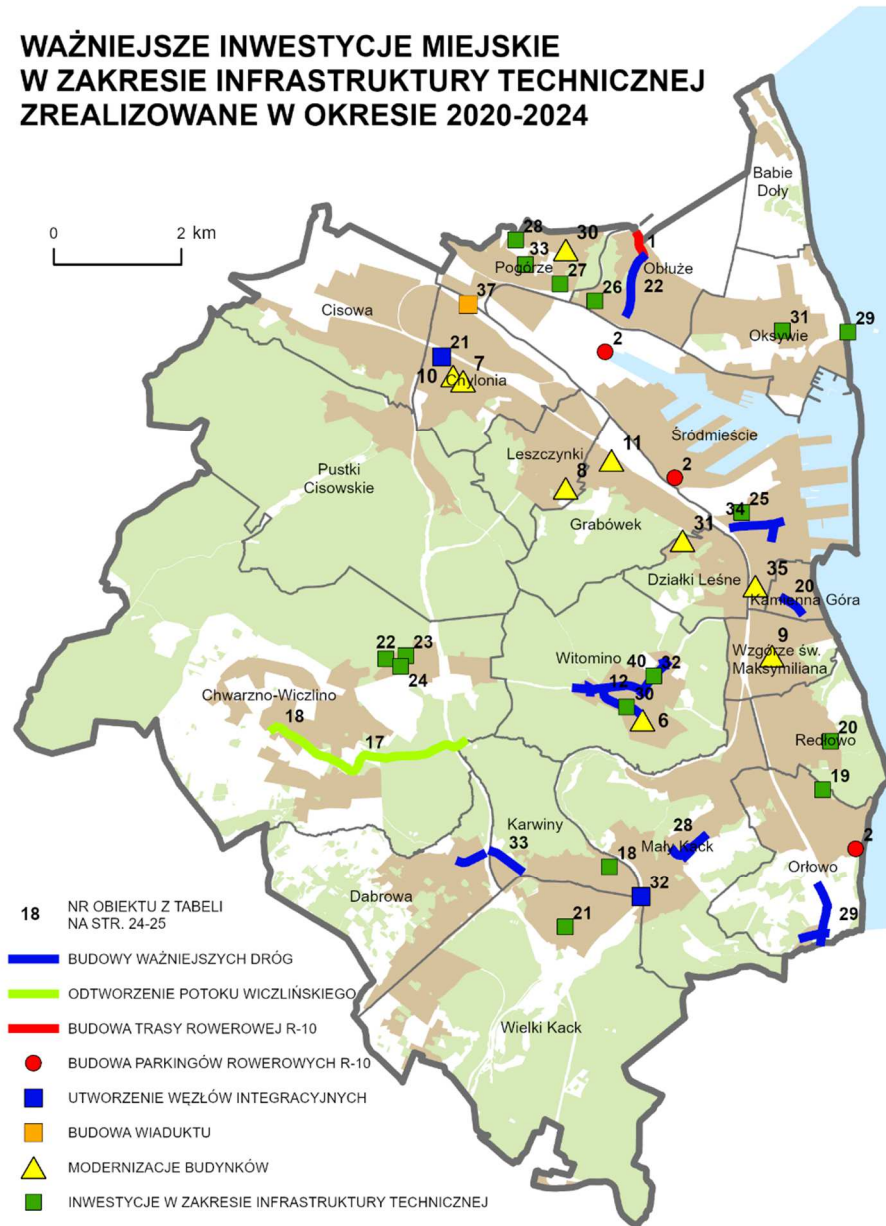 WAŻNIEJSZE INWESTYCJE MIEJSKIE
W ZAKRESIE INFRASTRUKTURY TECHNICZNEJ
ZREALIZOWANE W OKRESIE 2020-2024
0 2 km
Babie
Doły
28
30
33
Pogórze
27
26
1
Obłuże
22
37
Cisowa
31
29
Oksywie
2
21
7
10
Chylonia
Śródmieście
11
Leszczynki
8
2
Pustki
Cisowskie
25
34
Grabówek
31
Działki Leśne
35
20
Kamienna Góra
9
Wzgórze św.
Maksymiliana
22
23
24
Witomino
40
32
12
30
6
Chwarzno-Wiczlino
18
17
20
Redłowo
19
Karwiny
33
28
Mały Kack
18
2
Orłowo
32
Dąbrowa
21
29
Wielki Kack
18 NR OBIEKTU Z TABELI
NA STR. 24-25
BUDOWY WAŻNIEJSZYCH DRÓG
ODTWORZENIE POTOKU WICZLIŃSKIEGO
BUDOWA TRASY ROWEROWEJ R-10
BUDOWA PARKINGÓW ROWEROWYCH R-10
UTWORZENIE WĘZŁÓW INTEGRACYJNYCH
BUDOWA WIADUKTU
MODERNIZACJE BUDYNKÓW
INWESTYCJE W ZAKRESIE INFRASTRUKTURY TECHNICZNEJ